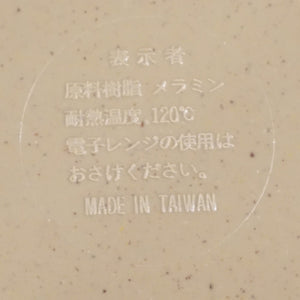 表示者
原料樹脂 メラミン
耐熱温度 120℃
電子レンジの使用は
おさけください。
MADE IN TAIWAN